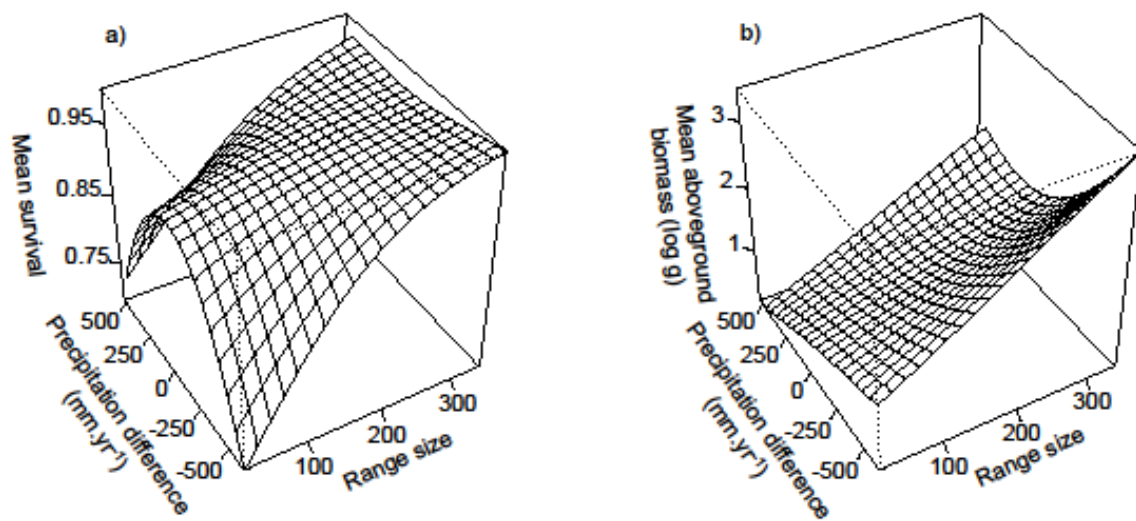 a)
0.95
0.85
0.75
Mean survival
500
250
0
-250
-500
Precipitation difference
(mm.yr⁻¹)
100
200
300
Range size
b)
3
2
1
Mean aboveground
biomass (log g)
500
250
0
-250
-500
Precipitation difference
(mm.yr⁻¹)
100
200
300
Range size